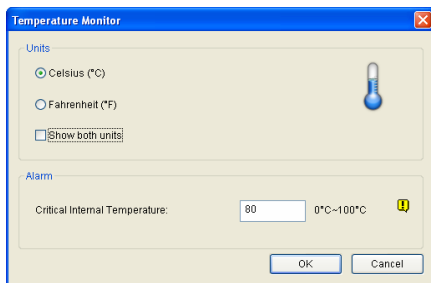 Temperature Monitor
Units
Celsius (°C)
Fahrenheit (°F)
Show both units
Alarm
Critical Internal Temperature: 80 0°C~100°C
OK Cancel